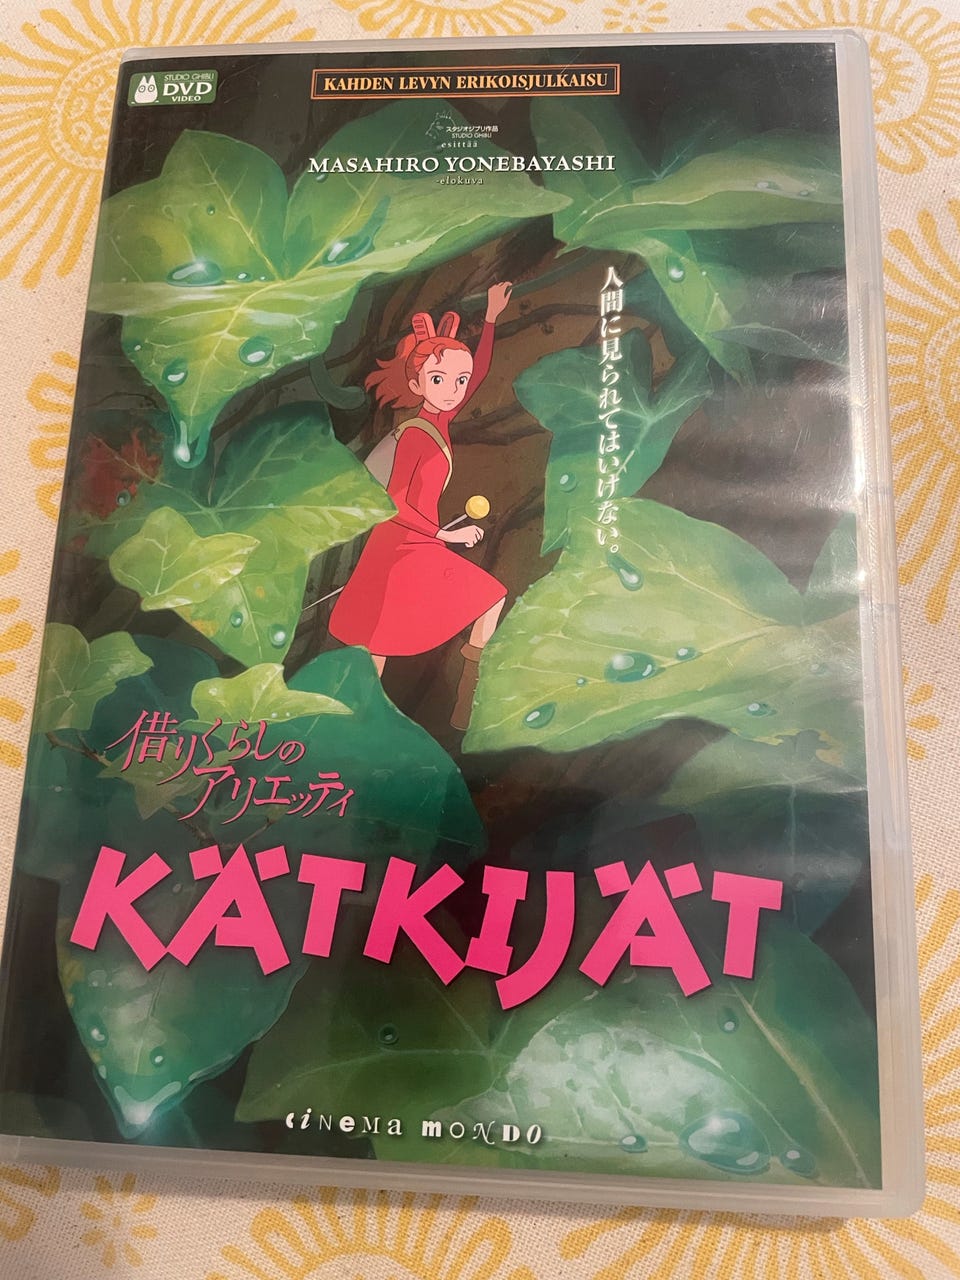 STUDIO GHIBLI
DVD
VIDEO
KAHDEN LEVYN ERIKOISJULKAISU
スタジオジブリ作品
STUDIO GHIBLI
esittää
MASAHIRO YONEBAYASHI
-elokuva
人間に見られてはいけない。
借りくらしの
アリエッティ
KÄTKIJÄT
CINEMA MONDO